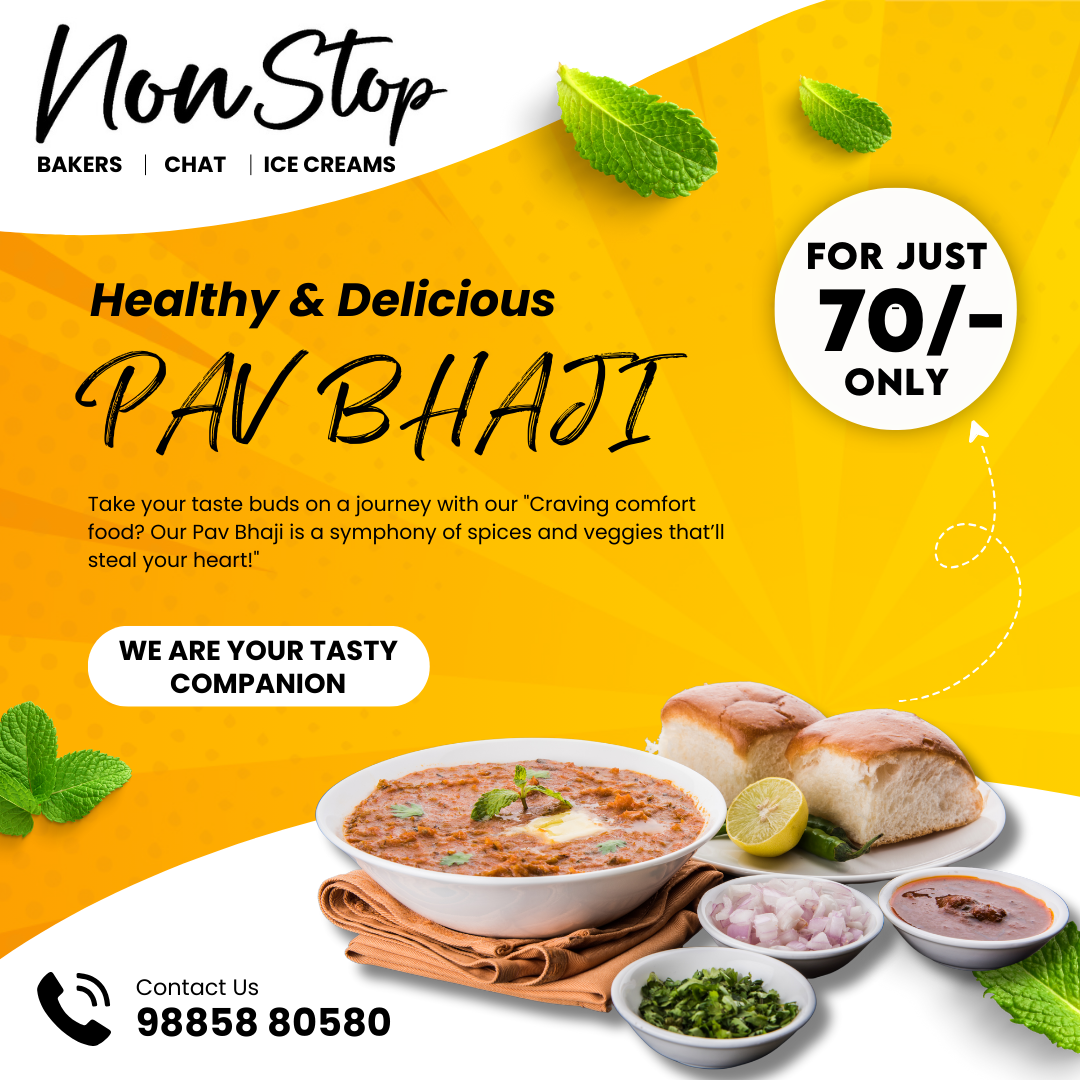 Non Stop
BAKERS | CHAT | ICE CREAMS
Healthy & Delicious
PAV BHAJI
Take your taste buds on a journey with our "Craving comfort
food? Our Pav Bhaji is a symphony of spices and veggies that’ll
steal your heart!"
FOR JUST
70/-
ONLY
WE ARE YOUR TASTY
COMPANION
Contact Us
98858 80580